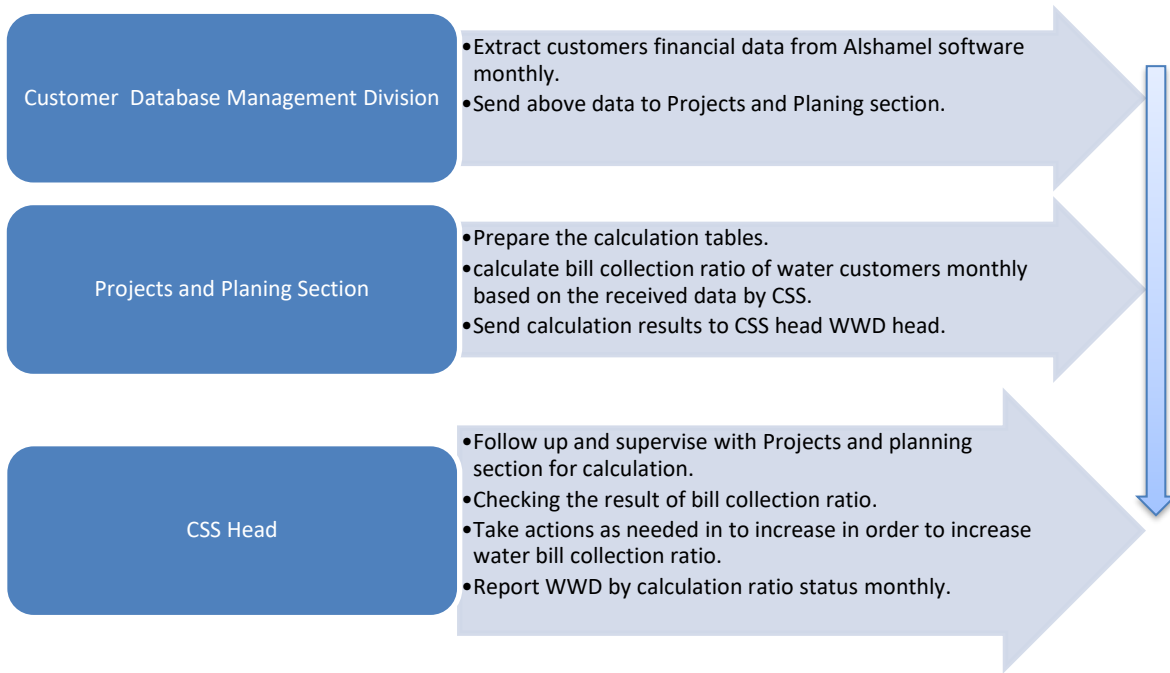 Customer Database Management Division
•Extract customers financial data from Alshamel software
monthly.
•Send above data to Projects and Planing section.
Projects and Planing Section
•Prepare the calculation tables.
•calculate bill collection ratio of water customers monthly
based on the received data by CSS.
•Send calculation results to CSS head WWD head.
CSS Head
•Follow up and supervise with Projects and planning
section for calculation.
•Checking the result of bill collection ratio.
•Take actions as needed in to increase in order to increase
water bill collection ratio.
•Report WWD by calculation ratio status monthly.